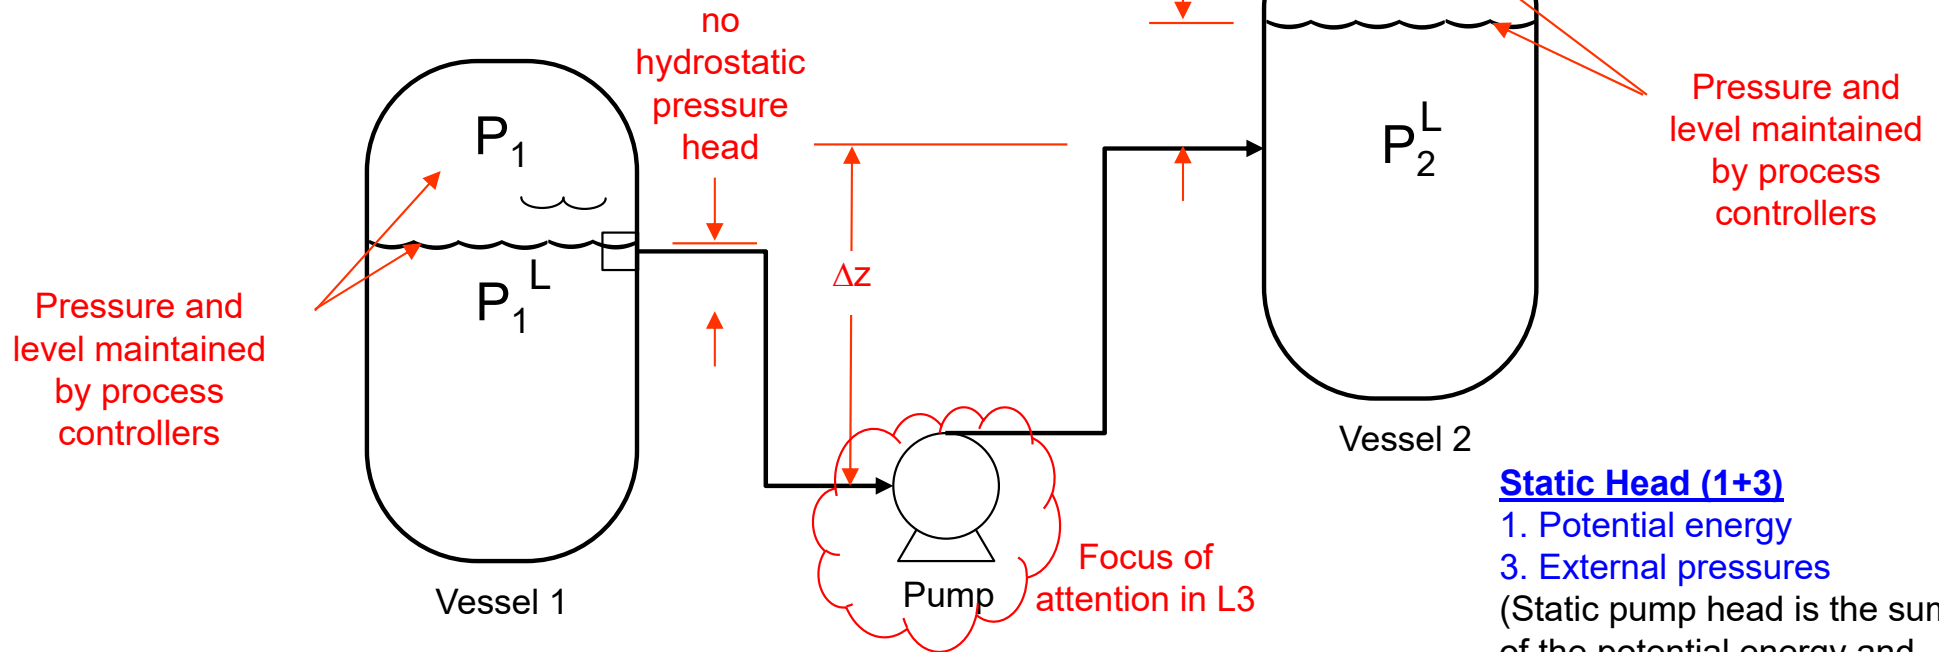 no
hydrostatic
pressure
head
P1
P1L
Pressure and
level maintained
by process
controllers
Vessel 1
Δz
Pump
Focus of
attention in L3
P2L
Pressure and
level maintained
by process
controllers
Vessel 2
Static Head (1+3)
1. Potential energy
3. External pressures
(Static pump head is the sum
of the potential energy and